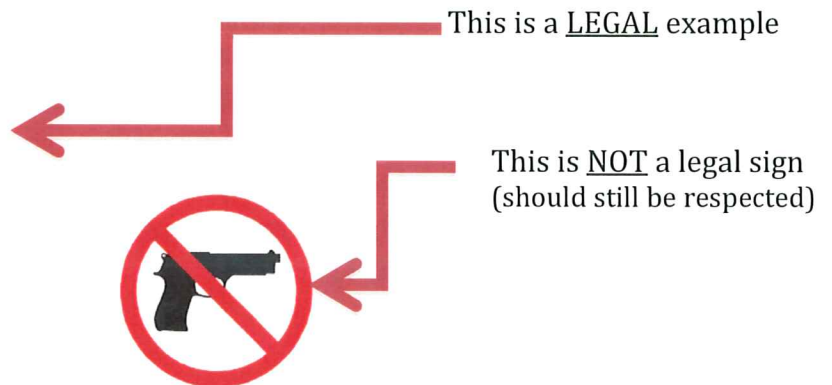 This is a LEGAL example
This is NOT a legal sign
(should still be respected)